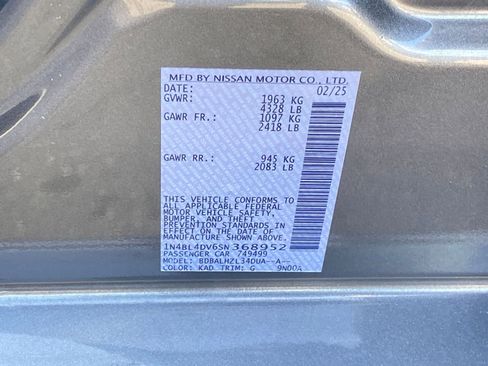 MFD BY NISSAN MOTOR CO., LTD.
DATE: 02/25
GVWR: 1963 KG
4328 LB
GAWR FR.: 1097 KG
2418 LB
GAWR RR.: 945 KG
2083 LB
THIS VEHICLE CONFORMS TO
ALL APPLICABLE FEDERAL
MOTOR VEHICLE SAFETY,
BUMPER, AND THEFT
PREVENTION STANDARDS
IN EFFECT ON THE DATE OF
MANUFACTURE SHOWN ABOVE.
1N4BL4DV6SN368952
PASSENGER CAR 749499
MODEL: BDBALHZL34DUA--A--
COLOR: KAD TRIM: G 9N00A